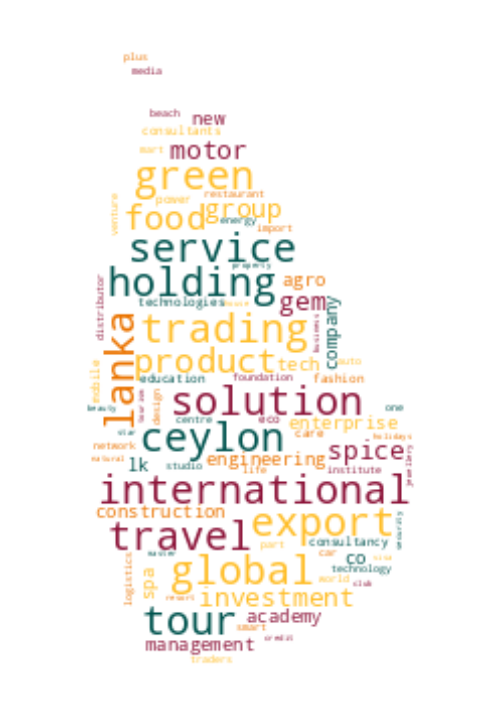 plus
media
beach
new
consultants
mart
motor
green
restaurant
power
venture
food
group
energy
import
service
property
holding
agro
distributor
technologies
gem
company
business
lanka
trading
product
tech
auto
mobile
education
foundation
fashion
design
solution
beauty
one
centre
eco
enterprise
star
ceylon
care
holidays
network
spice
natural
lk
studio
engineering
life
institute
jewellery
international
construction
export
security
travel
consultancy
part
car
co
logistics
spa
global
technology
world
club
resort
investment
tour
academy
smart
credit
management
traders